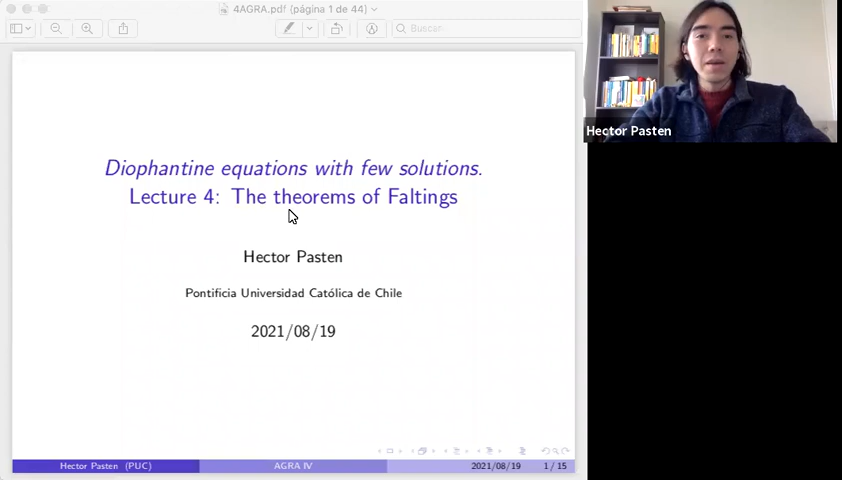 4AGRA.pdf (página 1 de 44)
Buscar
Diophantine equations with few solutions.
Lecture 4: The theorems of Faltings
Hector Pasten
Pontificia Universidad Católica de Chile
2021/08/19
Hector Pasten (PUC)
AGRA IV
2021/08/19
1 / 15
Hector Pasten